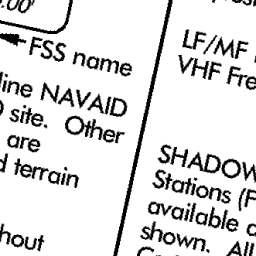 .00'
FSS name
line NAVAID
site. Other
are
terrain
hout
LF/MF
VHF Fre
SHADOW
Stations (F
available
shown. All